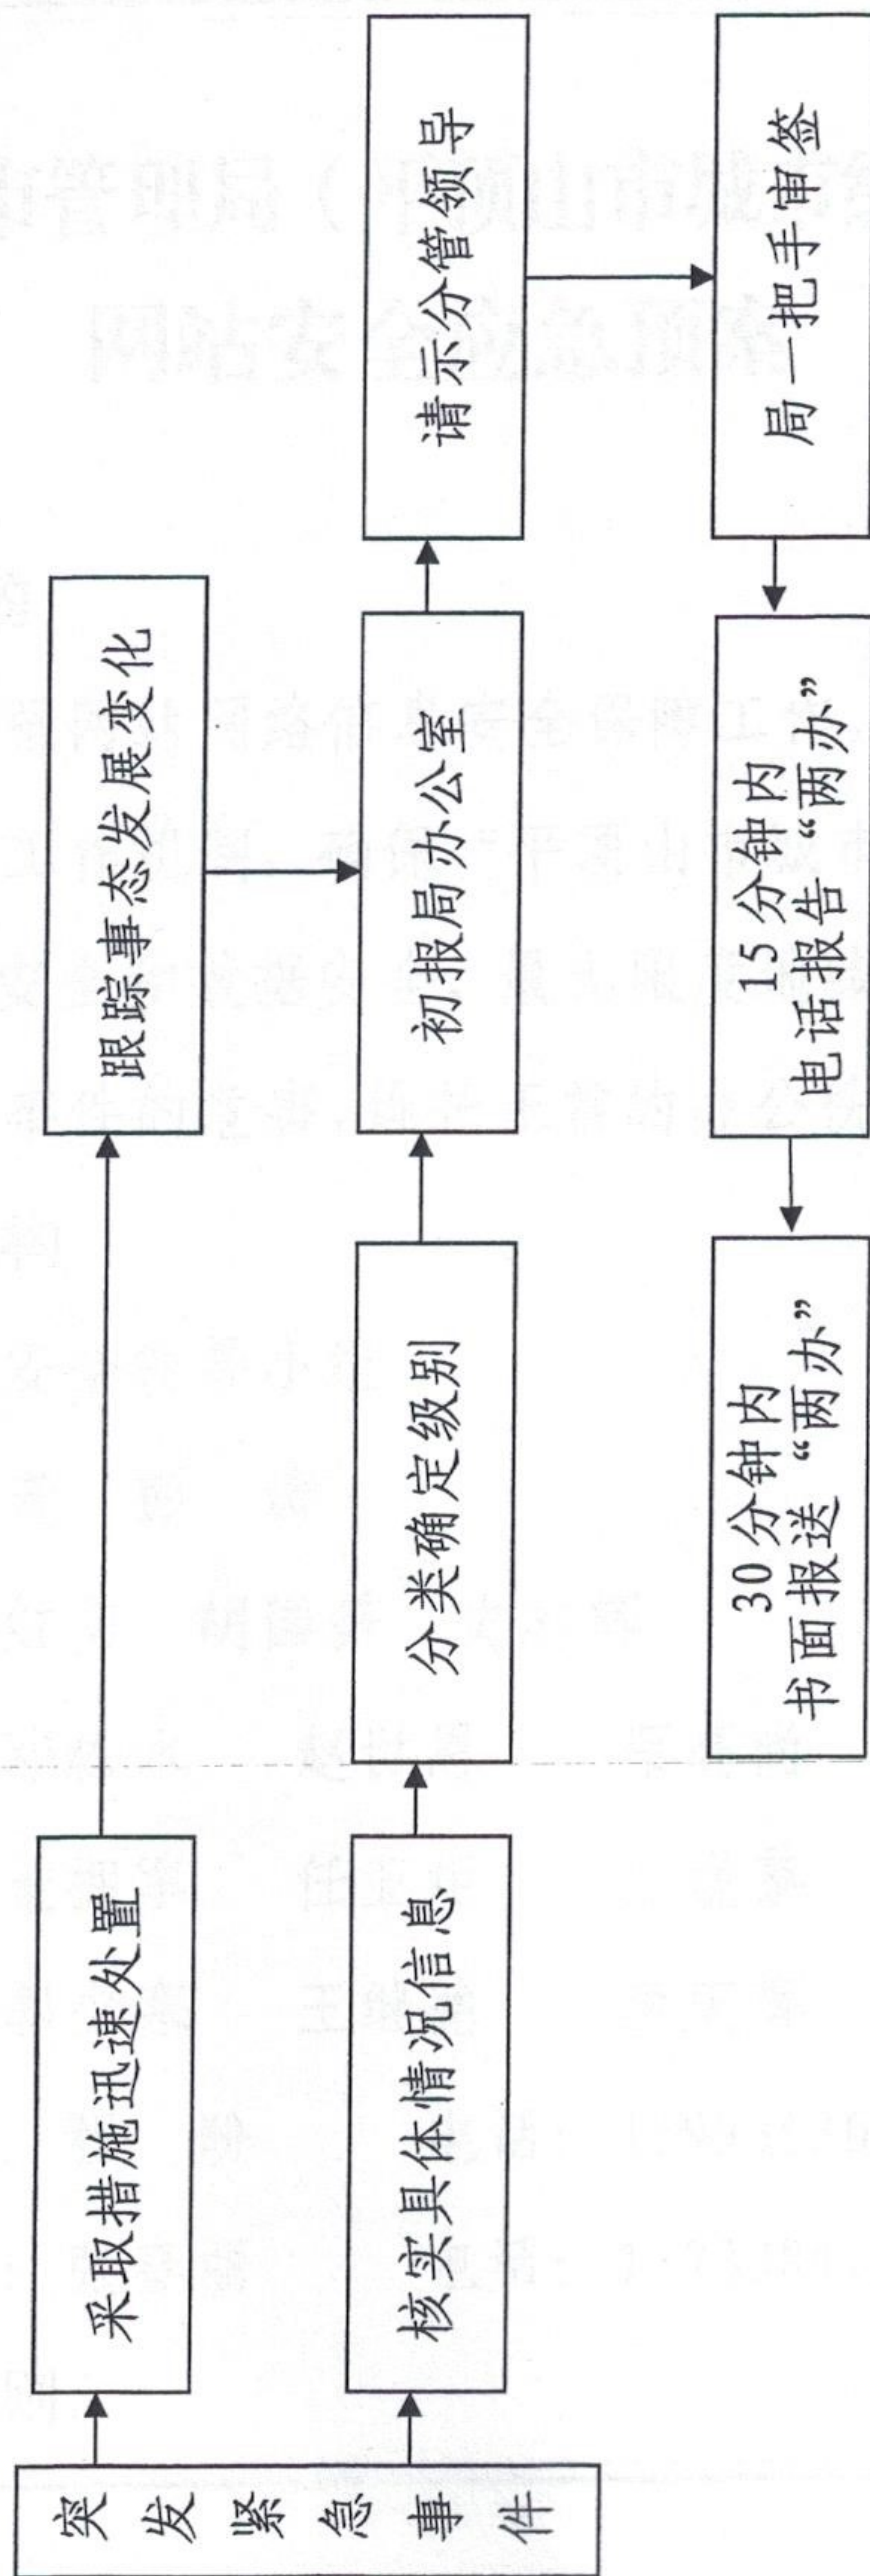 突发紧急事件
采取措施迅速处置
跟踪事态发展变化
核实具体情况信息
分类确定级别
初报局办公室
请示分管领导
局一把手审签
15分钟内
电话报告“两办”
30分钟内
书面报送 “两办”